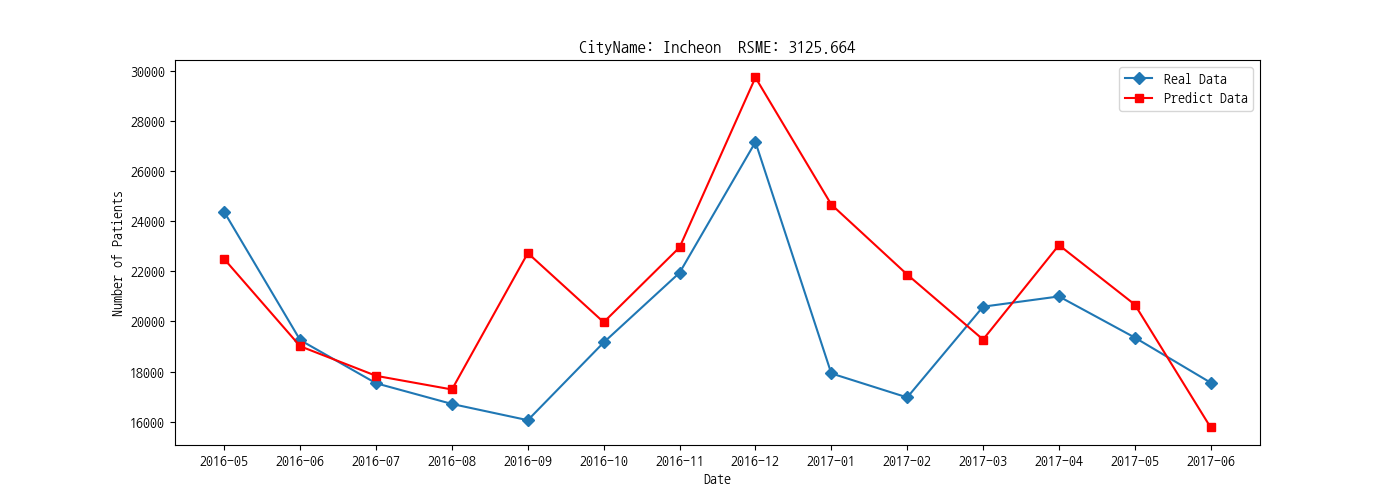 CityName: Incheon  RSME: 3125.664
Real Data
Predict Data
Number of Patients
30000
28000
26000
24000
22000
20000
18000
16000
2016-05 2016-06 2016-07 2016-08 2016-09 2016-10 2016-11 2016-12 2017-01 2017-02 2017-03 2017-04 2017-05 2017-06
Date